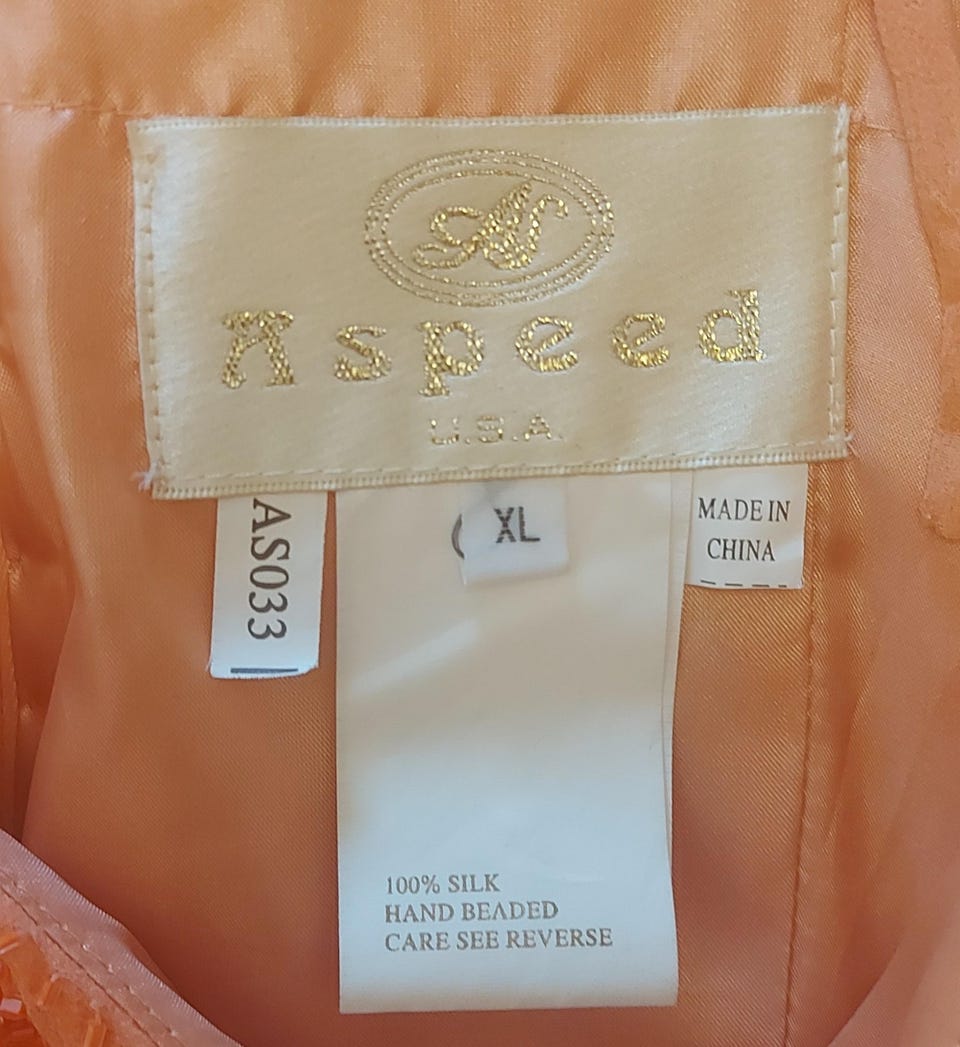 A
Aspeed
U.S.A.
AS033
XL
MADE IN
CHINA
100% SILK
HAND BEADED
CARE SEE REVERSE